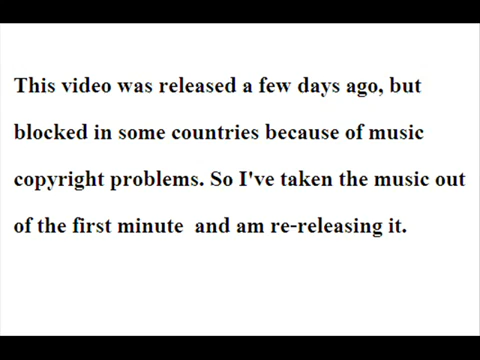 This video was released a few days ago, but
blocked in some countries because of music
copyright problems. So I've taken the music out
of the first minute  and am re-releasing it.